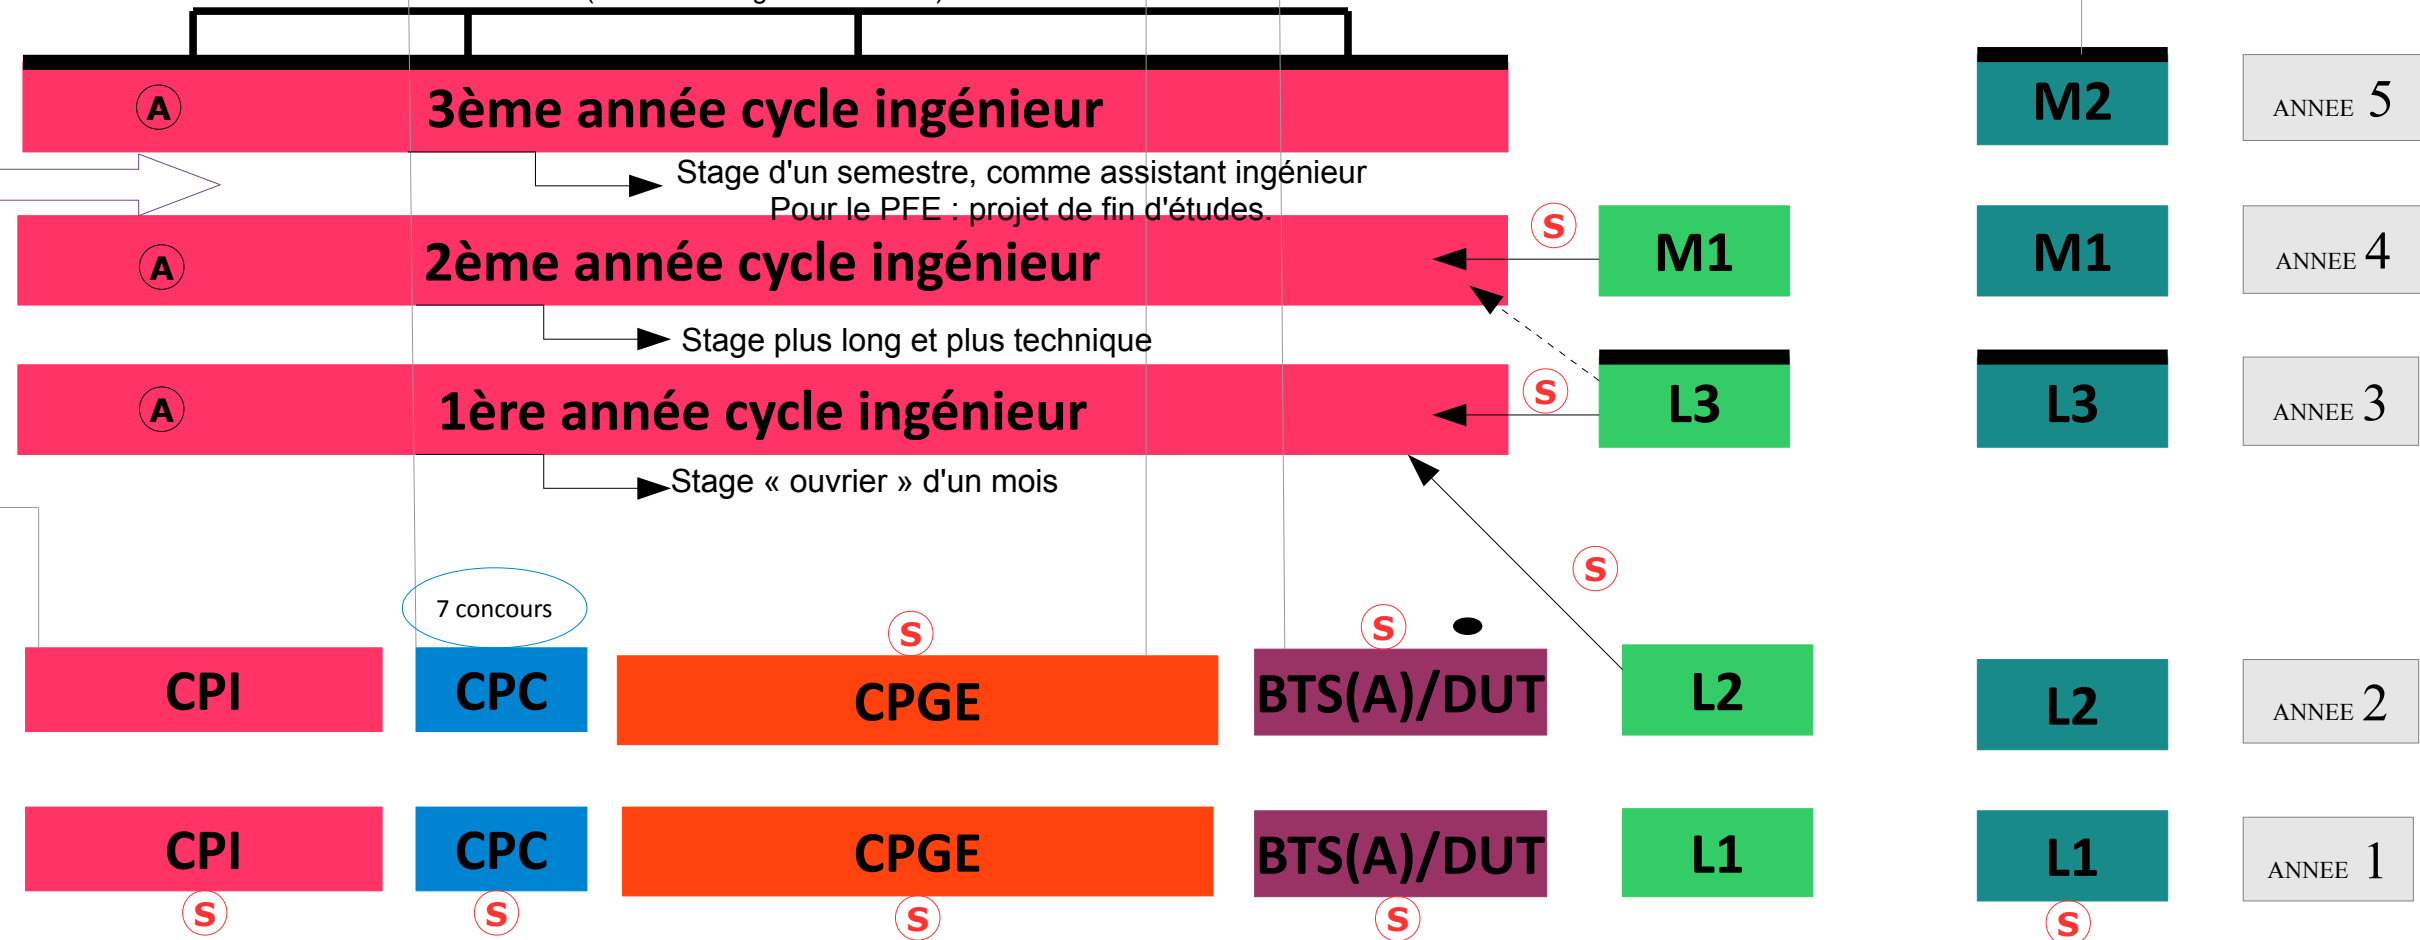 A 3ème année cycle ingénieur M2 ANNEE 5
Stage d'un semestre, comme assistant ingénieur
Pour le PFE : projet de fin d'études.
A 2ème année cycle ingénieur S M1 M1 ANNEE 4
Stage plus long et plus technique
A 1ère année cycle ingénieur S L3 L3 ANNEE 3
Stage « ouvrier » d'un mois
S
7 concours
S S
CPI CPC CPGE BTS(A)/DUT L2 L2 ANNEE 2
CPI CPC CPGE BTS(A)/DUT L1 L1 ANNEE 1
S S S S S